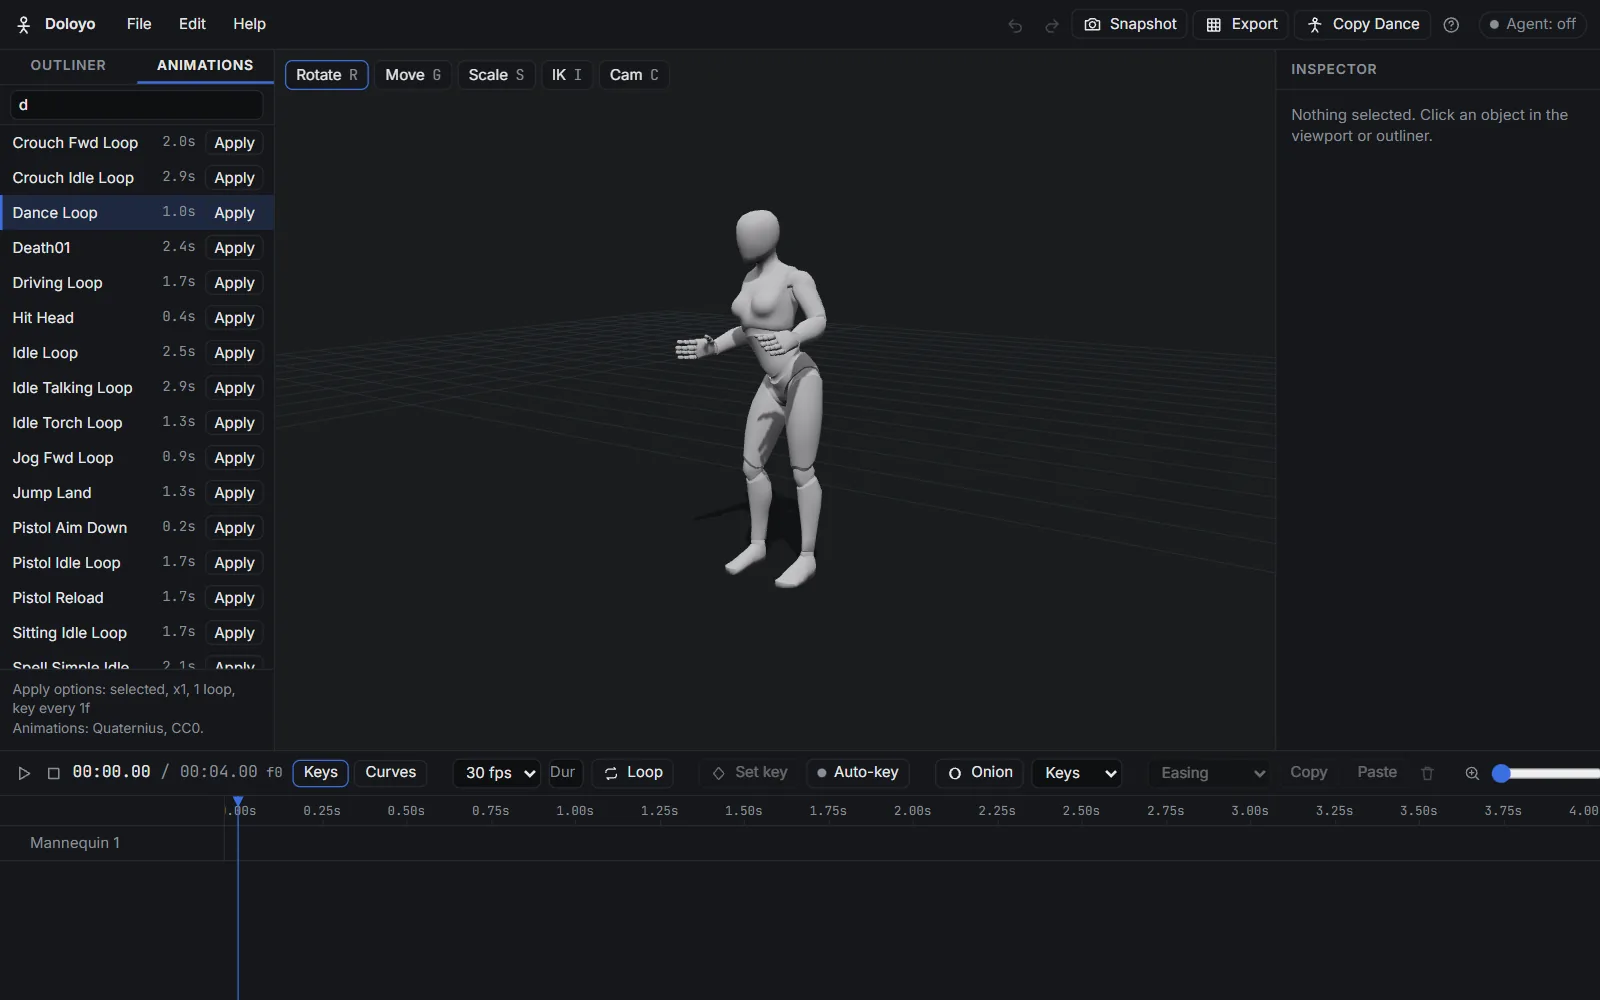 Doloyo File Edit Help Snapshot Export Copy Dance Agent: off
OUTLINER ANIMATIONS
d
Crouch Fwd Loop 2.0s Apply
Crouch Idle Loop 2.9s Apply
Dance Loop 1.0s Apply
Death01 2.4s Apply
Driving Loop 1.7s Apply
Hit Head 0.4s Apply
Idle Loop 2.5s Apply
Idle Talking Loop 2.9s Apply
Idle Torch Loop 1.3s Apply
Jog Fwd Loop 0.9s Apply
Jump Land 1.3s Apply
Pistol Aim Down 0.2s Apply
Pistol Idle Loop 1.7s Apply
Pistol Reload 1.7s Apply
Sitting Idle Loop 1.7s Apply
Spell Simple Idle 2.1s Apply
Apply options: selected, x1, 1 loop,
key every 1f
Animations: Quaternius, CC0.
Rotate R Move G Scale S IK I Cam C
INSPECTOR
Nothing selected. Click an object in the
viewport or outliner.
00:00.00 / 00:04.00 f0 Keys Curves 30 fps Dur Loop Set key Auto-key Onion Keys Easing Copy Paste
.00s 0.25s 0.50s 0.75s 1.00s 1.25s 1.50s 1.75s 2.00s 2.25s 2.50s 2.75s 3.00s 3.25s 3.50s 3.75s 4.00
Mannequin 1